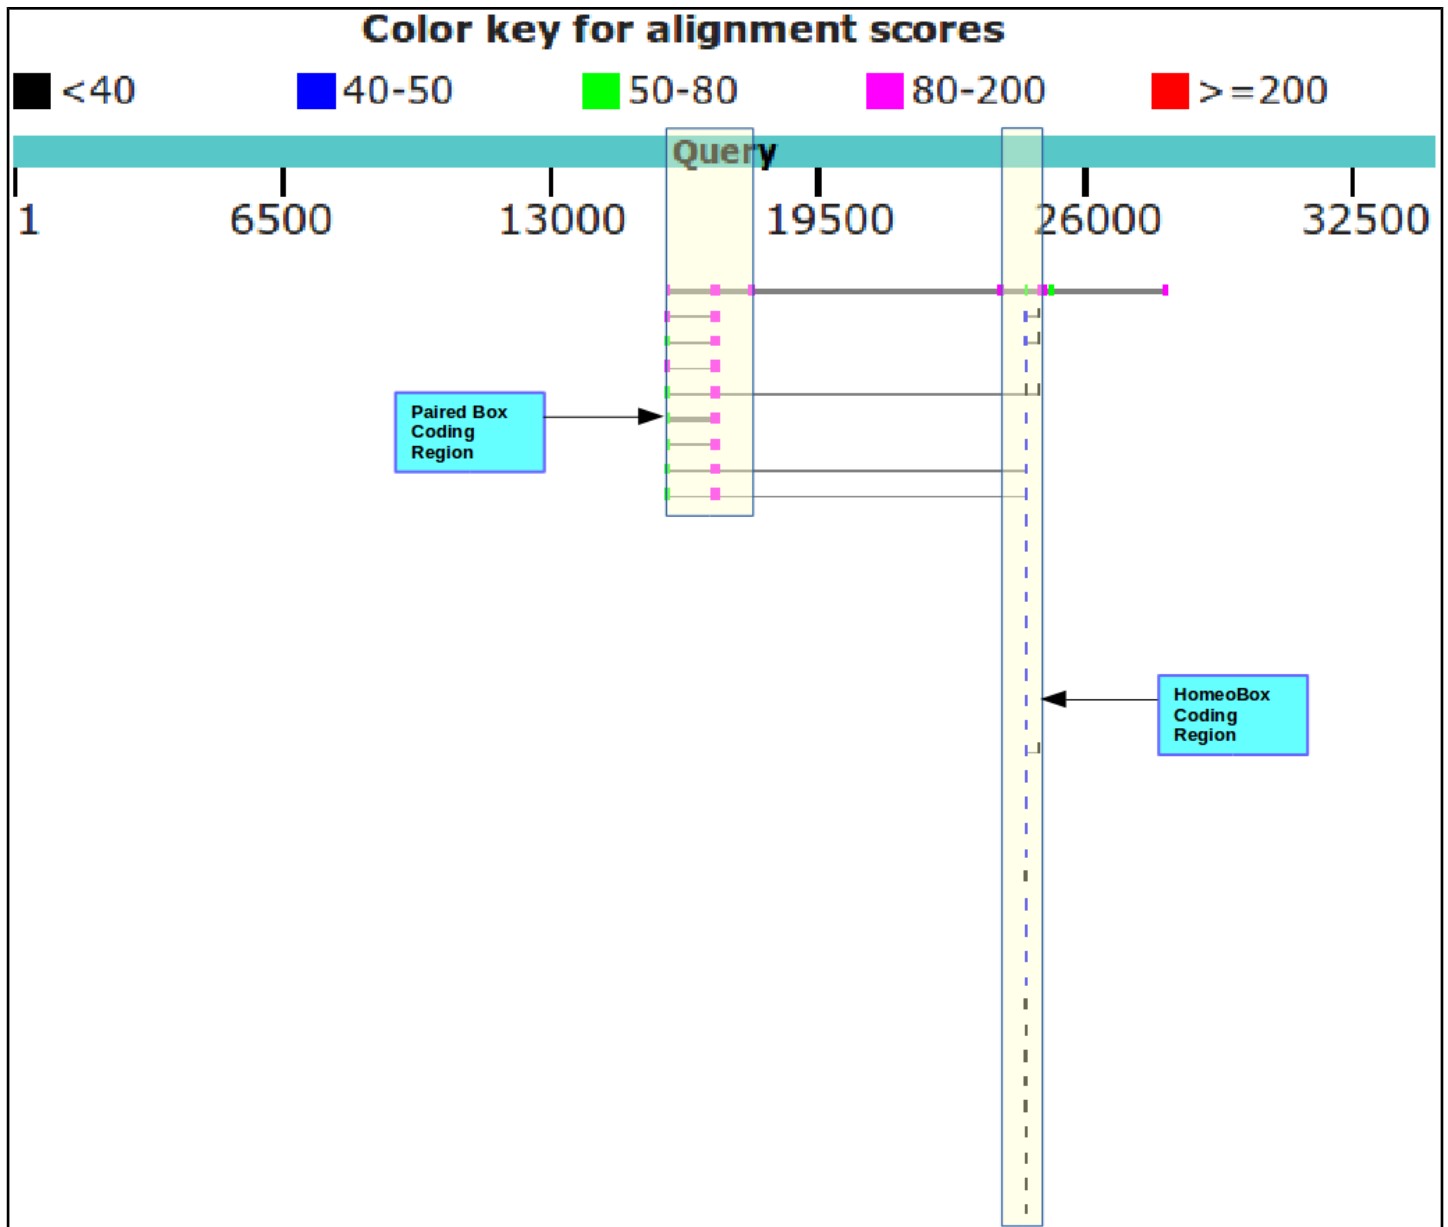 Color key for alignment scores
<40 40-50 50-80 80-200 >=200
Query
1 6500 13000 19500 26000 32500
Paired Box
Coding
Region
HomeoBox
Coding
Region